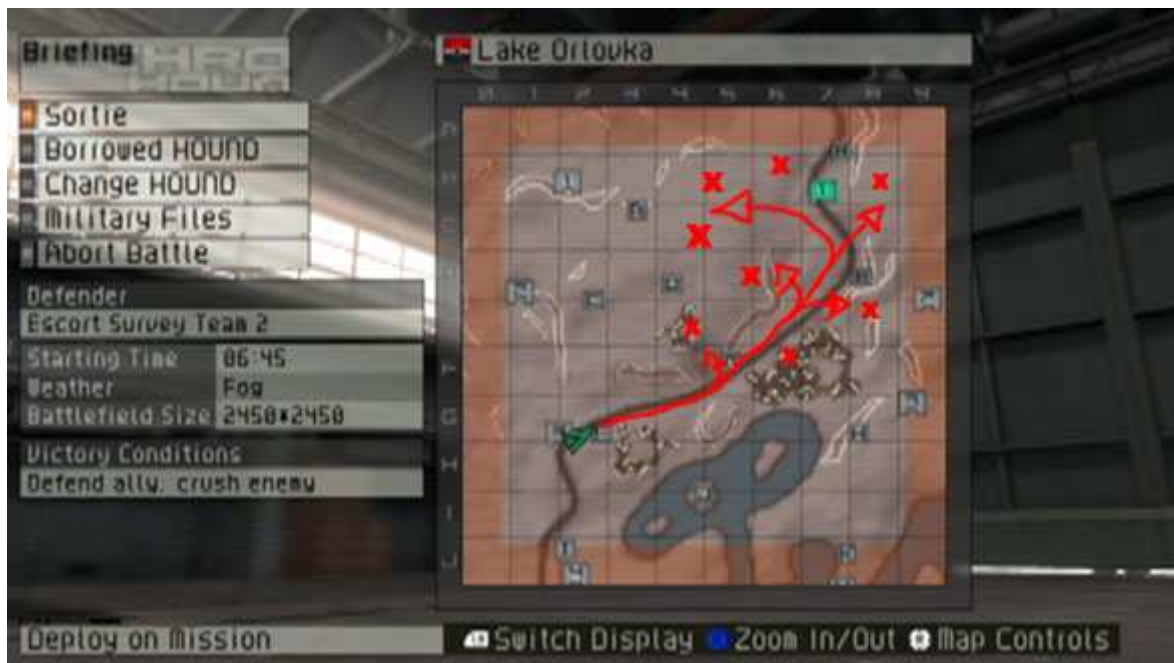 Briefing
Lake Orlovka
Sortie
Borrowed HOUND
Change HOUND
Military Files
Abort Battle
Defender
Escort Survey Team 2
Starting Time 06:45
Weather Fog
Battlefield Size 2450*2450
Victory Conditions
Defend ally, crush enemy
Deploy on Mission
Switch Display Zoom In/Out Map Controls